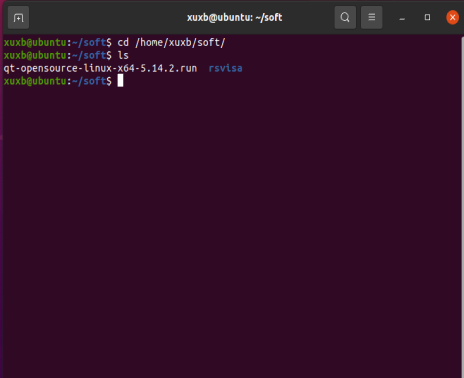 xuxb@ubuntu: ~/soft
xuxb@ubuntu:~/soft$ cd /home/xuxb/soft/
xuxb@ubuntu:~/soft$ ls
qt-opensource-linux-x64-5.14.2.run  rsvisa
xuxb@ubuntu:~/soft$